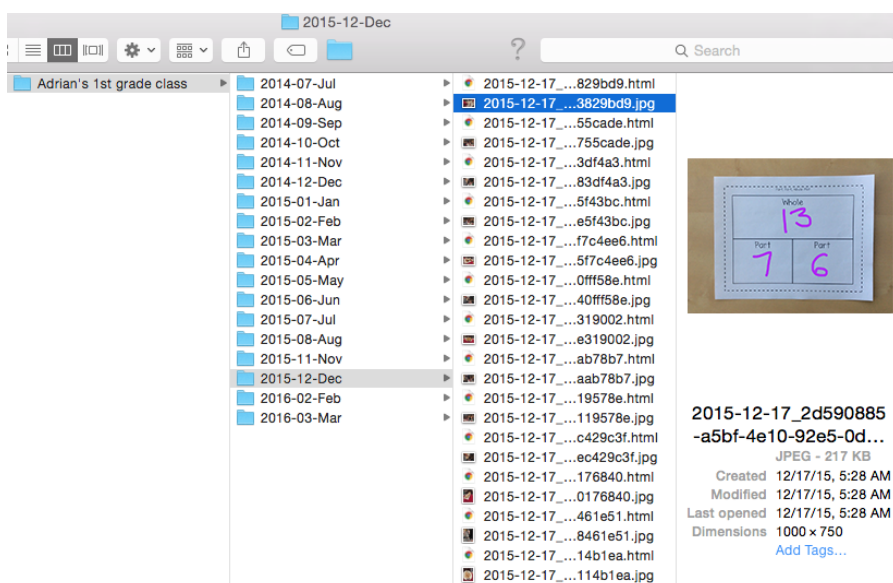 2015-12-Dec
? Search
Adrian's 1st grade class
2014-07-Jul
2014-08-Aug
2014-09-Sep
2014-10-Oct
2014-11-Nov
2014-12-Dec
2015-01-Jan
2015-02-Feb
2015-03-Mar
2015-04-Apr
2015-05-May
2015-06-Jun
2015-07-Jul
2015-08-Aug
2015-11-Nov
2015-12-Dec
2016-02-Feb
2016-03-Mar
2015-12-17_...829bd9.html
2015-12-17_...3829bd9.jpg
2015-12-17_...55cade.html
2015-12-17_...755cade.jpg
2015-12-17_...3df4a3.html
2015-12-17_...83df4a3.jpg
2015-12-17_...5f43bc.html
2015-12-17_...e5f43bc.jpg
2015-12-17_...f7c4ee6.html
2015-12-17_...5f7c4ee6.jpg
2015-12-17_...0fff58e.html
2015-12-17_...40fff58e.jpg
2015-12-17_...319002.html
2015-12-17_...e319002.jpg
2015-12-17_...ab78b7.html
2015-12-17_...aab78b7.jpg
2015-12-17_...19578e.html
2015-12-17_...119578e.jpg
2015-12-17_...c429c3f.html
2015-12-17_...ec429c3f.jpg
2015-12-17_...176840.html
2015-12-17_...0176840.jpg
2015-12-17_...461e51.html
2015-12-17_...8461e51.jpg
2015-12-17_...14b1ea.html
2015-12-17_...114b1ea.jpg
Whole
13
Part Part
7 6
2015-12-17_2d590885
-a5bf-4e10-92e5-0d...
JPEG - 217 KB
Created 12/17/15, 5:28 AM
Modified 12/17/15, 5:28 AM
Last opened 12/17/15, 5:28 AM
Dimensions 1000 × 750
Add Tags...